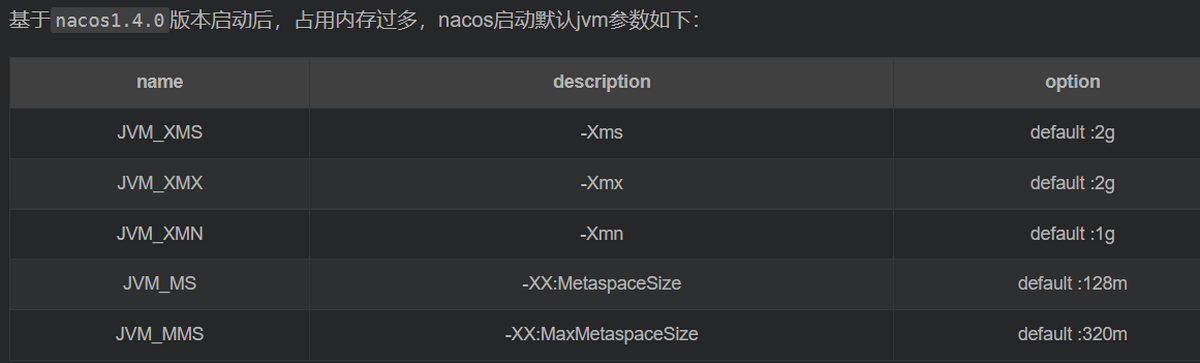 基于nacos1.4.0版本启动后，占用内存过多，nacos启动默认jvm参数如下：
name description option
JVM_XMS -Xms default :2g
JVM_XMX -Xmx default :2g
JVM_XMN -Xmn default :1g
JVM_MS -XX:MetaspaceSize default :128m
JVM_MMS -XX:MaxMetaspaceSize default :320m